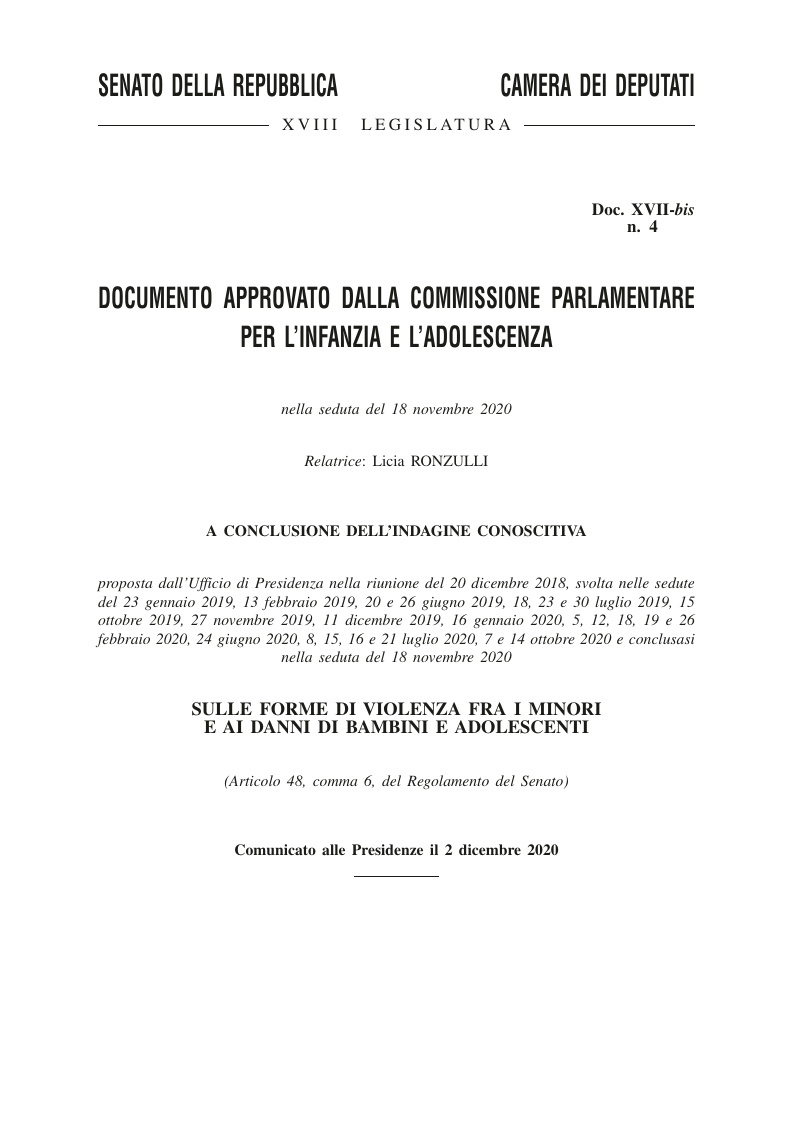 SENATO DELLA REPUBBLICA CAMERA DEI DEPUTATI
XVIII LEGISLATURA
Doc. XVII-bis
n. 4
DOCUMENTO APPROVATO DALLA COMMISSIONE PARLAMENTARE
PER L'INFANZIA E L'ADOLESCENZA
nella seduta del 18 novembre 2020
Relatrice: Licia RONZULLI
A CONCLUSIONE DELL'INDAGINE CONOSCITIVA
proposta dall'Ufficio di Presidenza nella riunione del 20 dicembre 2018, svolta nelle sedute
del 23 gennaio 2019, 13 febbraio 2019, 20 e 26 giugno 2019, 18, 23 e 30 luglio 2019, 15
ottobre 2019, 27 novembre 2019, 11 dicembre 2019, 16 gennaio 2020, 5, 12, 18, 19 e 26
febbraio 2020, 24 giugno 2020, 8, 15, 16 e 21 luglio 2020, 7 e 14 ottobre 2020 e conclusasi
nella seduta del 18 novembre 2020
SULLE FORME DI VIOLENZA FRA I MINORI
E AI DANNI DI BAMBINI E ADOLESCENTI
(Articolo 48, comma 6, del Regolamento del Senato)
Comunicato alle Presidenze il 2 dicembre 2020